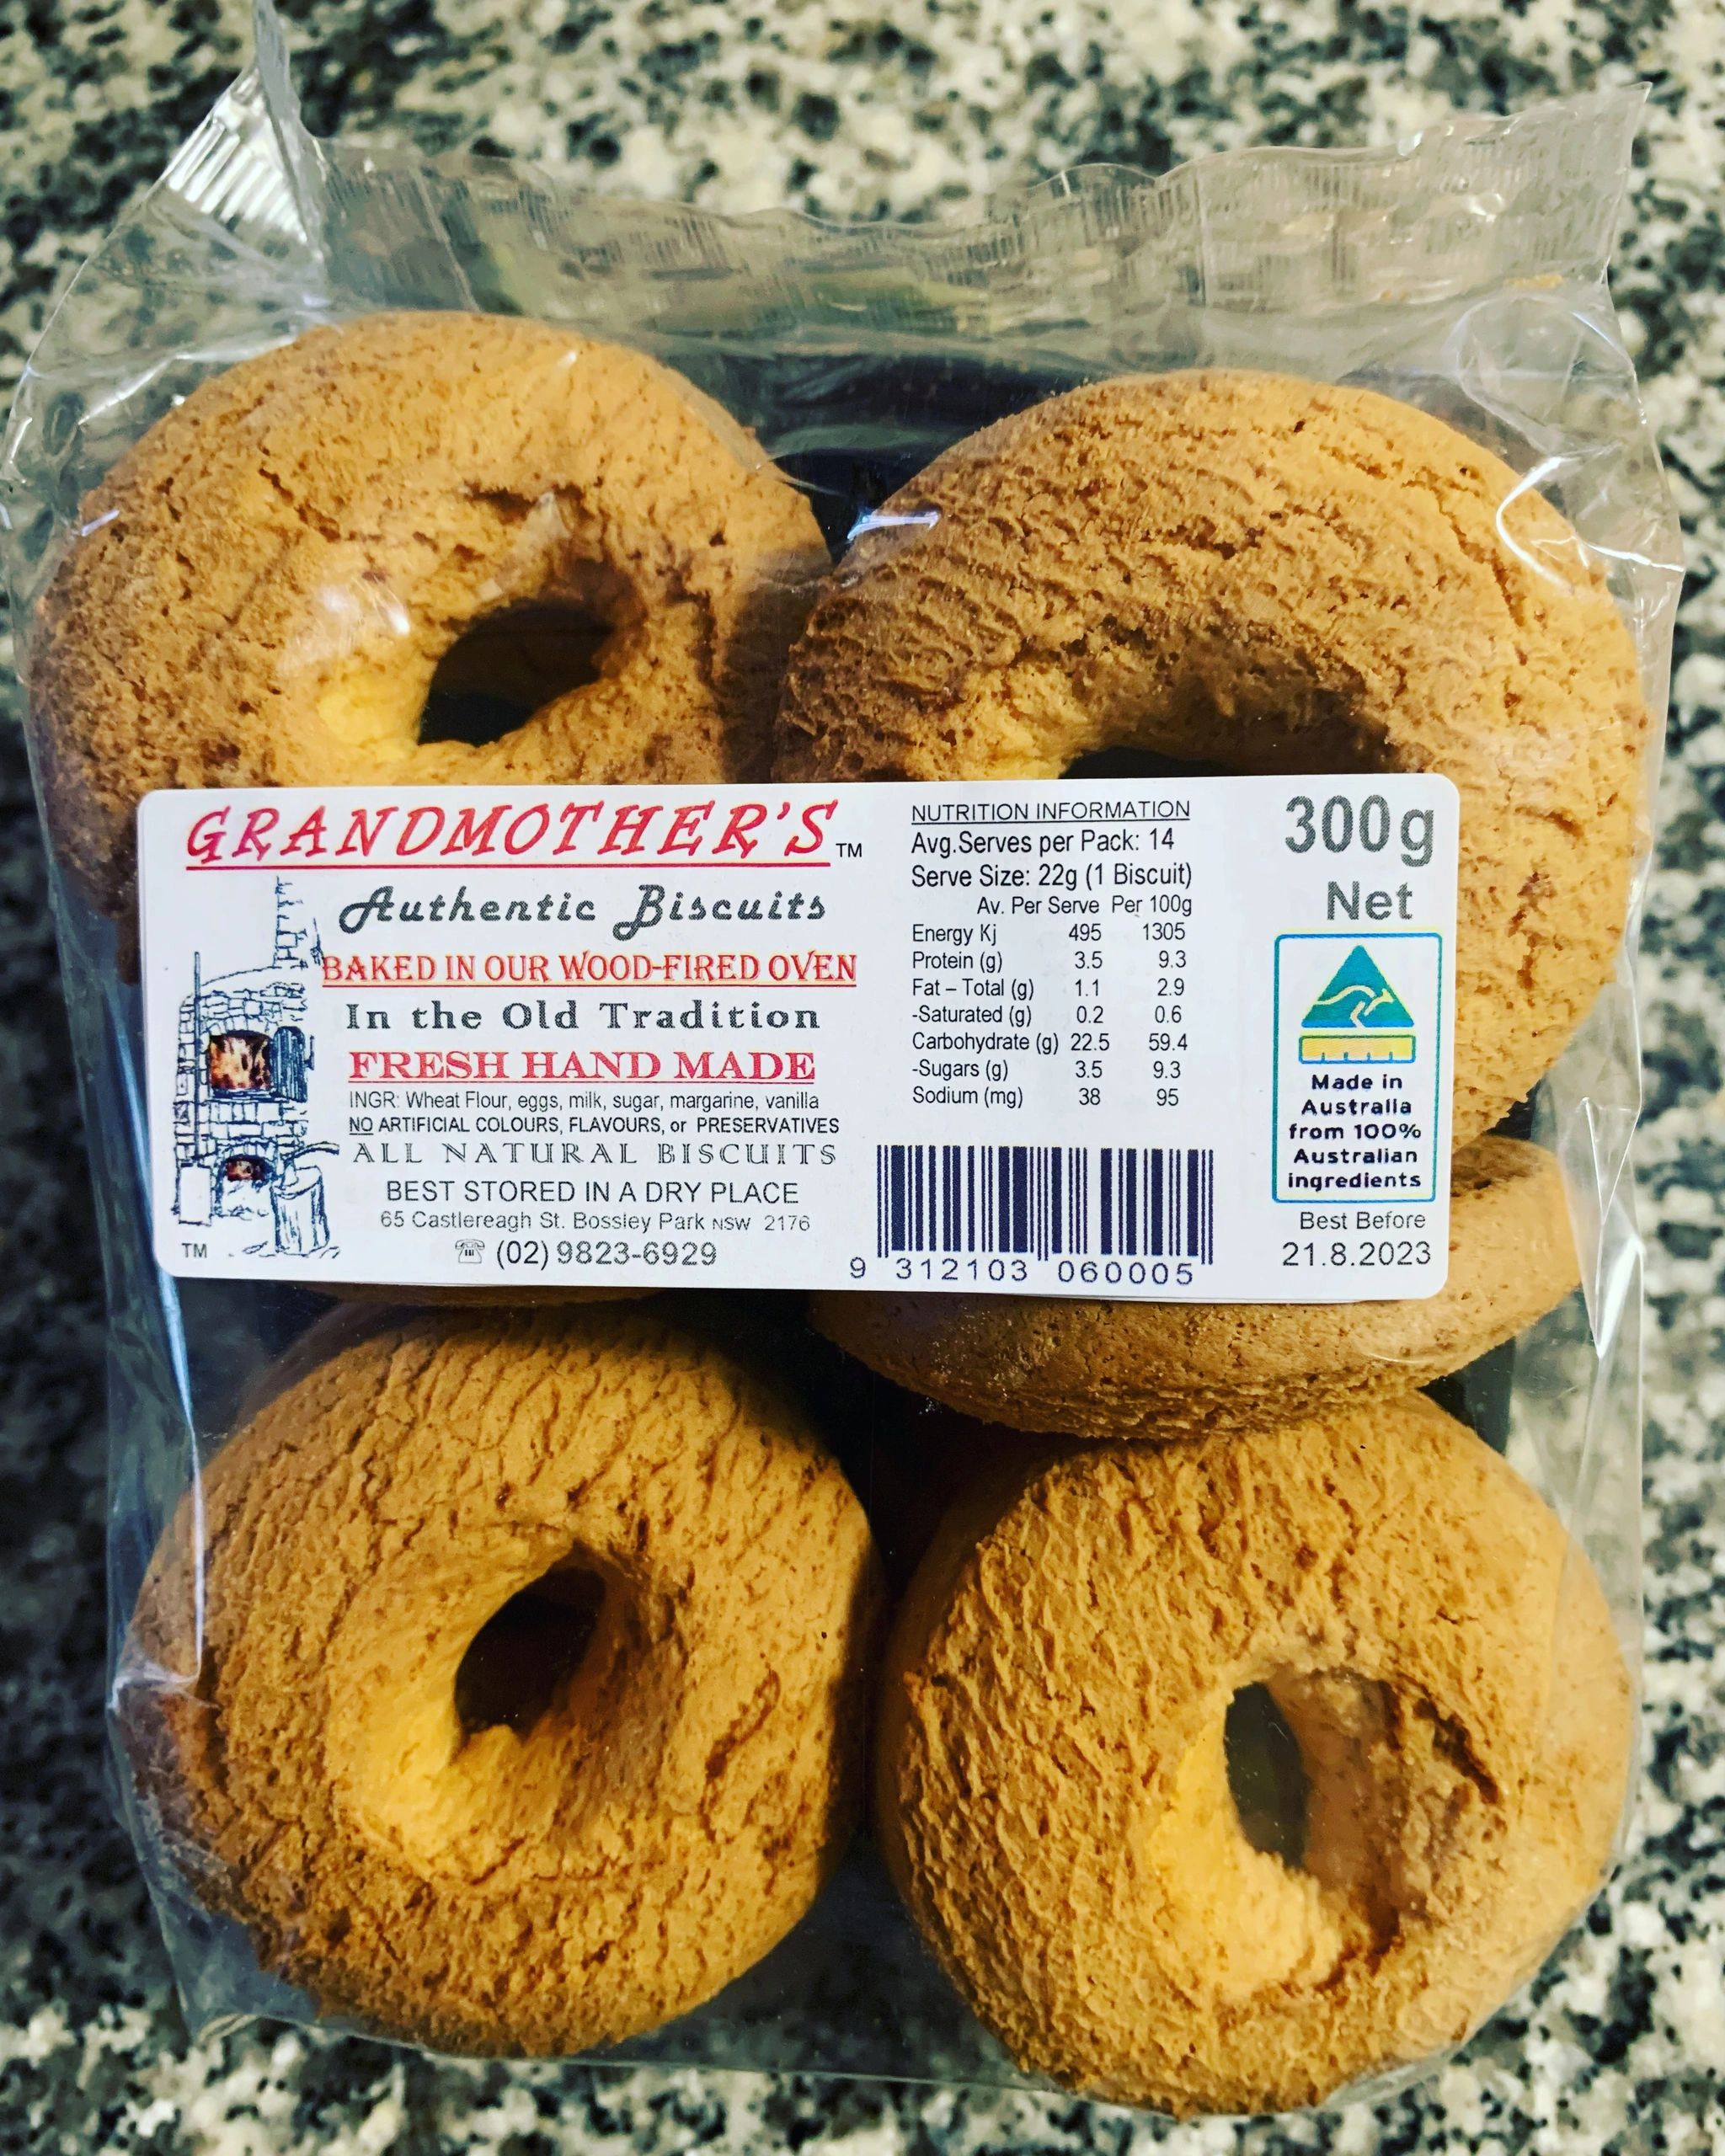 GRANDMOTHER'S TM
Authentic Biscuits
BAKED IN OUR WOOD-FIRED OVEN
In the Old Tradition
FRESH HAND MADE
INGR: Wheat Flour, eggs, milk, sugar, margarine, vanilla
NO ARTIFICIAL COLOURS, FLAVOURS, or PRESERVATIVES
ALL NATURAL BISCUITS
BEST STORED IN A DRY PLACE
65 Castlereagh St. Bossley Park NSW 2176
TM
(02) 9823-6929
NUTRITION INFORMATION
Avg.Serves per Pack: 14
Serve Size: 22g (1 Biscuit)
Av. Per Serve Per 100g
Energy Kj 495 1305
Protein (g) 3.5 9.3
Fat – Total (g) 1.1 2.9
-Saturated (g) 0.2 0.6
Carbohydrate (g) 22.5 59.4
-Sugars (g) 3.5 9.3
Sodium (mg) 38 95
9 312103 060005
300g
Net
Made in
Australia
from 100%
Australian
ingredients
Best Before
21.8.2023